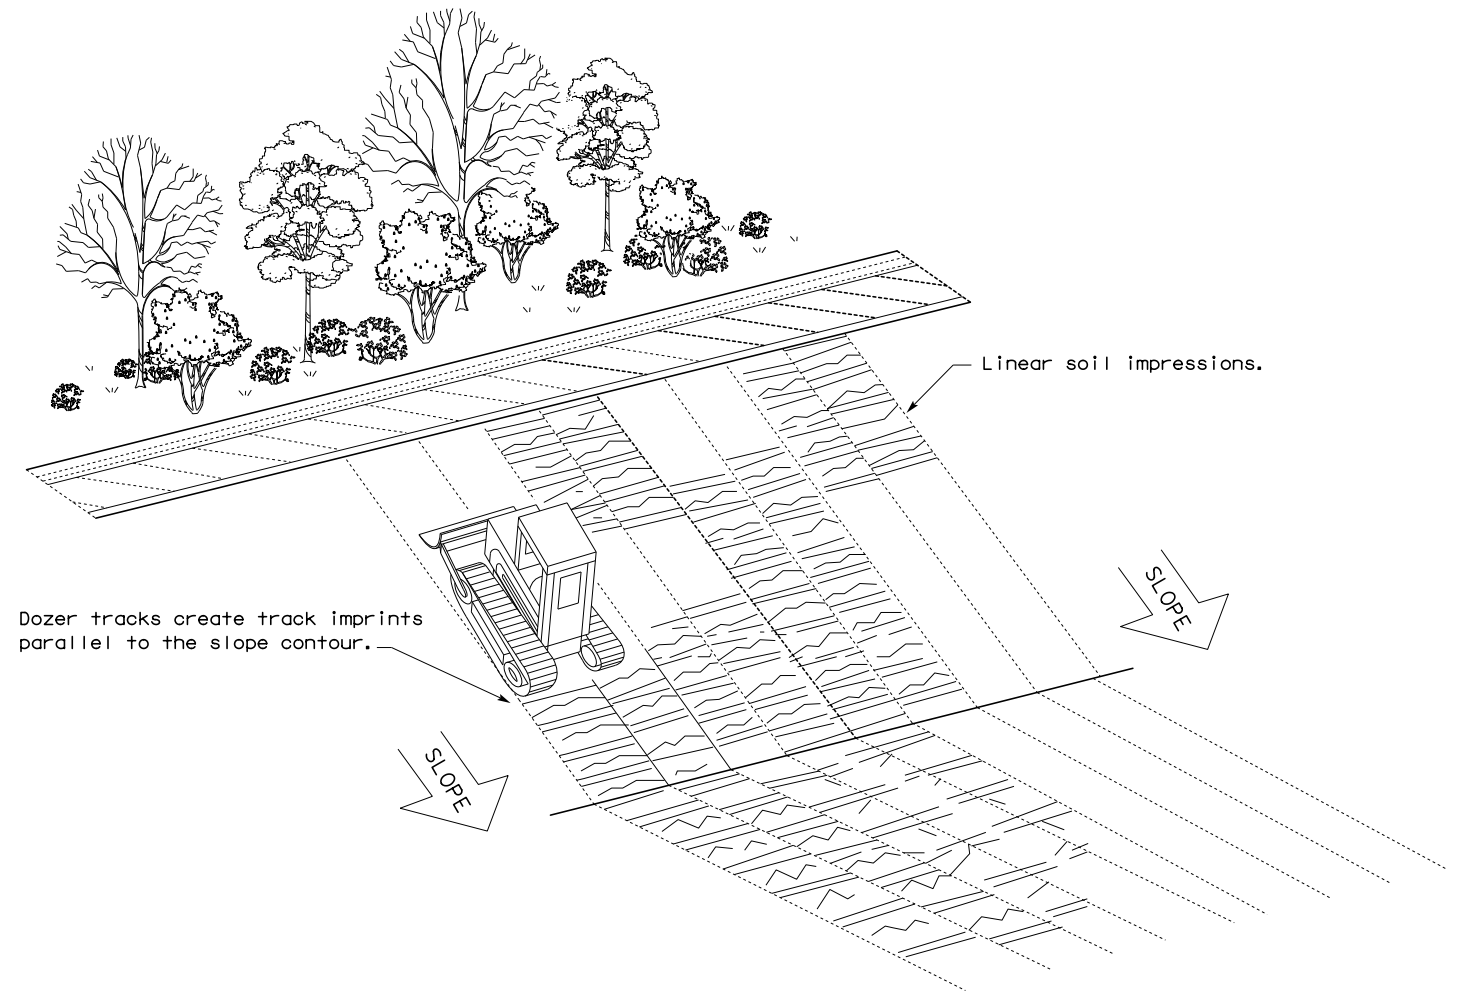 Linear soil impressions.
Dozer tracks create track imprints
parallel to the slope contour.
SLOPE
SLOPE